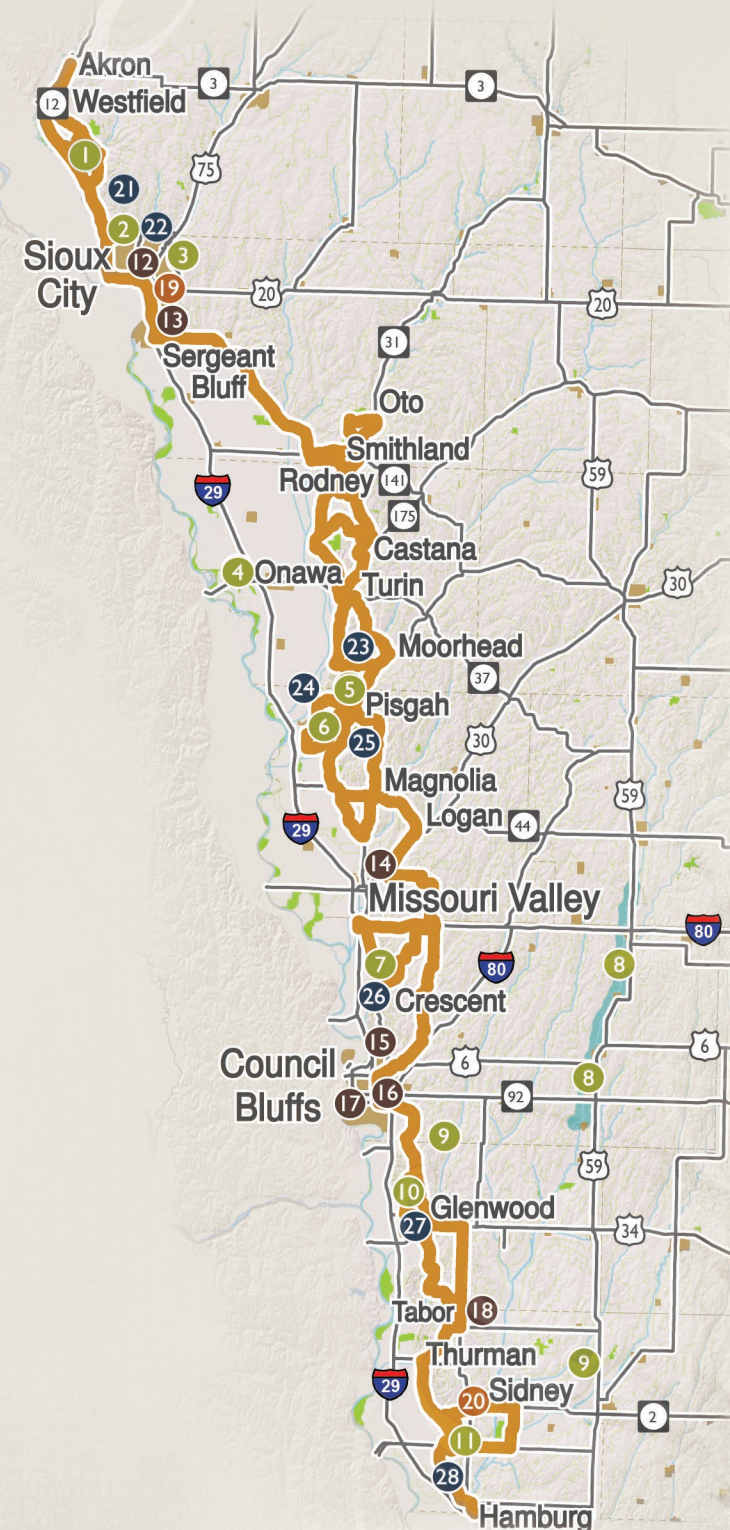 Akron
3
3
12
Westfield
1
75
21
2
22
Sioux
City
12
3
19
20
20
13
31
Sergeant
Bluff
Oto
Smithland
Rodney
141
59
29
175
Castana
4
Onawa
Turin
30
23
Moorhead
24
5
37
Pisgah
6
25
30
Magnolia
59
Logan
44
29
14
Missouri Valley
80
7
80
8
26
Crescent
15
6
Council
Bluffs
6
8
16
92
17
9
59
10
Glenwood
27
34
Tabor
18
Thurman
9
29
20
Sidney
2
11
28
Hamburg